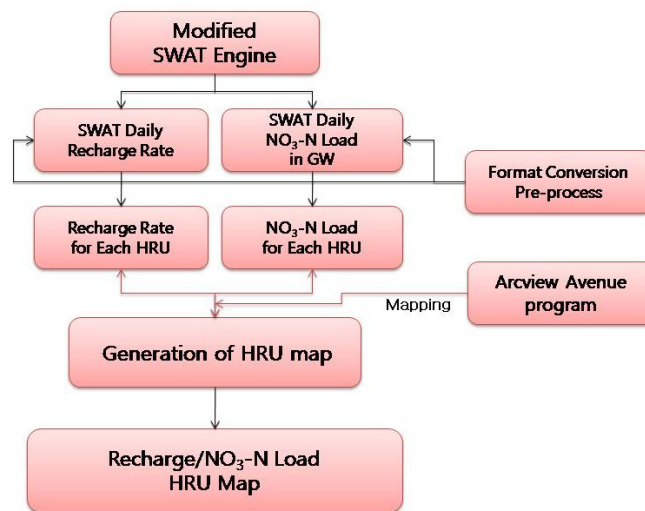 Modified
SWAT Engine
SWAT Daily
Recharge Rate
SWAT Daily
NO₃-N Load
in GW
Format Conversion
Pre-process
Recharge Rate
for Each HRU
NO₃-N Load
for Each HRU
Arcview Avenue
program
Mapping
Generation of HRU map
Recharge/NO₃-N Load
HRU Map